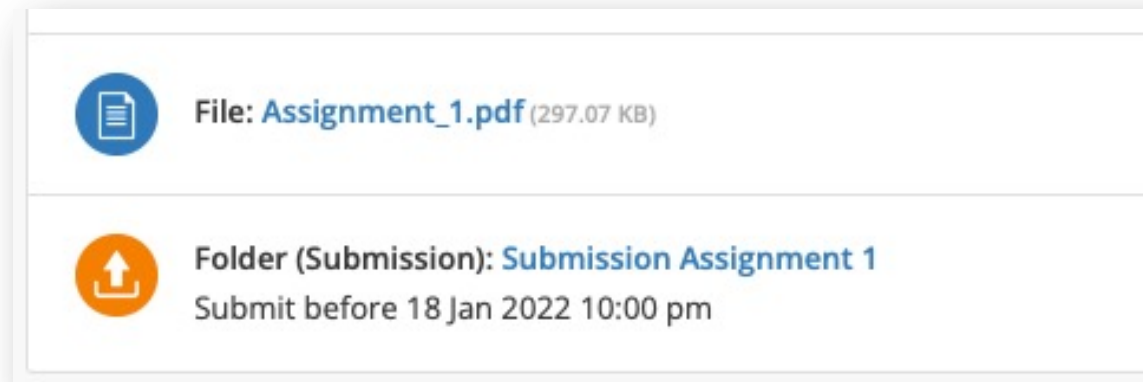 File: Assignment_1.pdf (297.07 KB)
Folder (Submission): Submission Assignment 1
Submit before 18 Jan 2022 10:00 pm